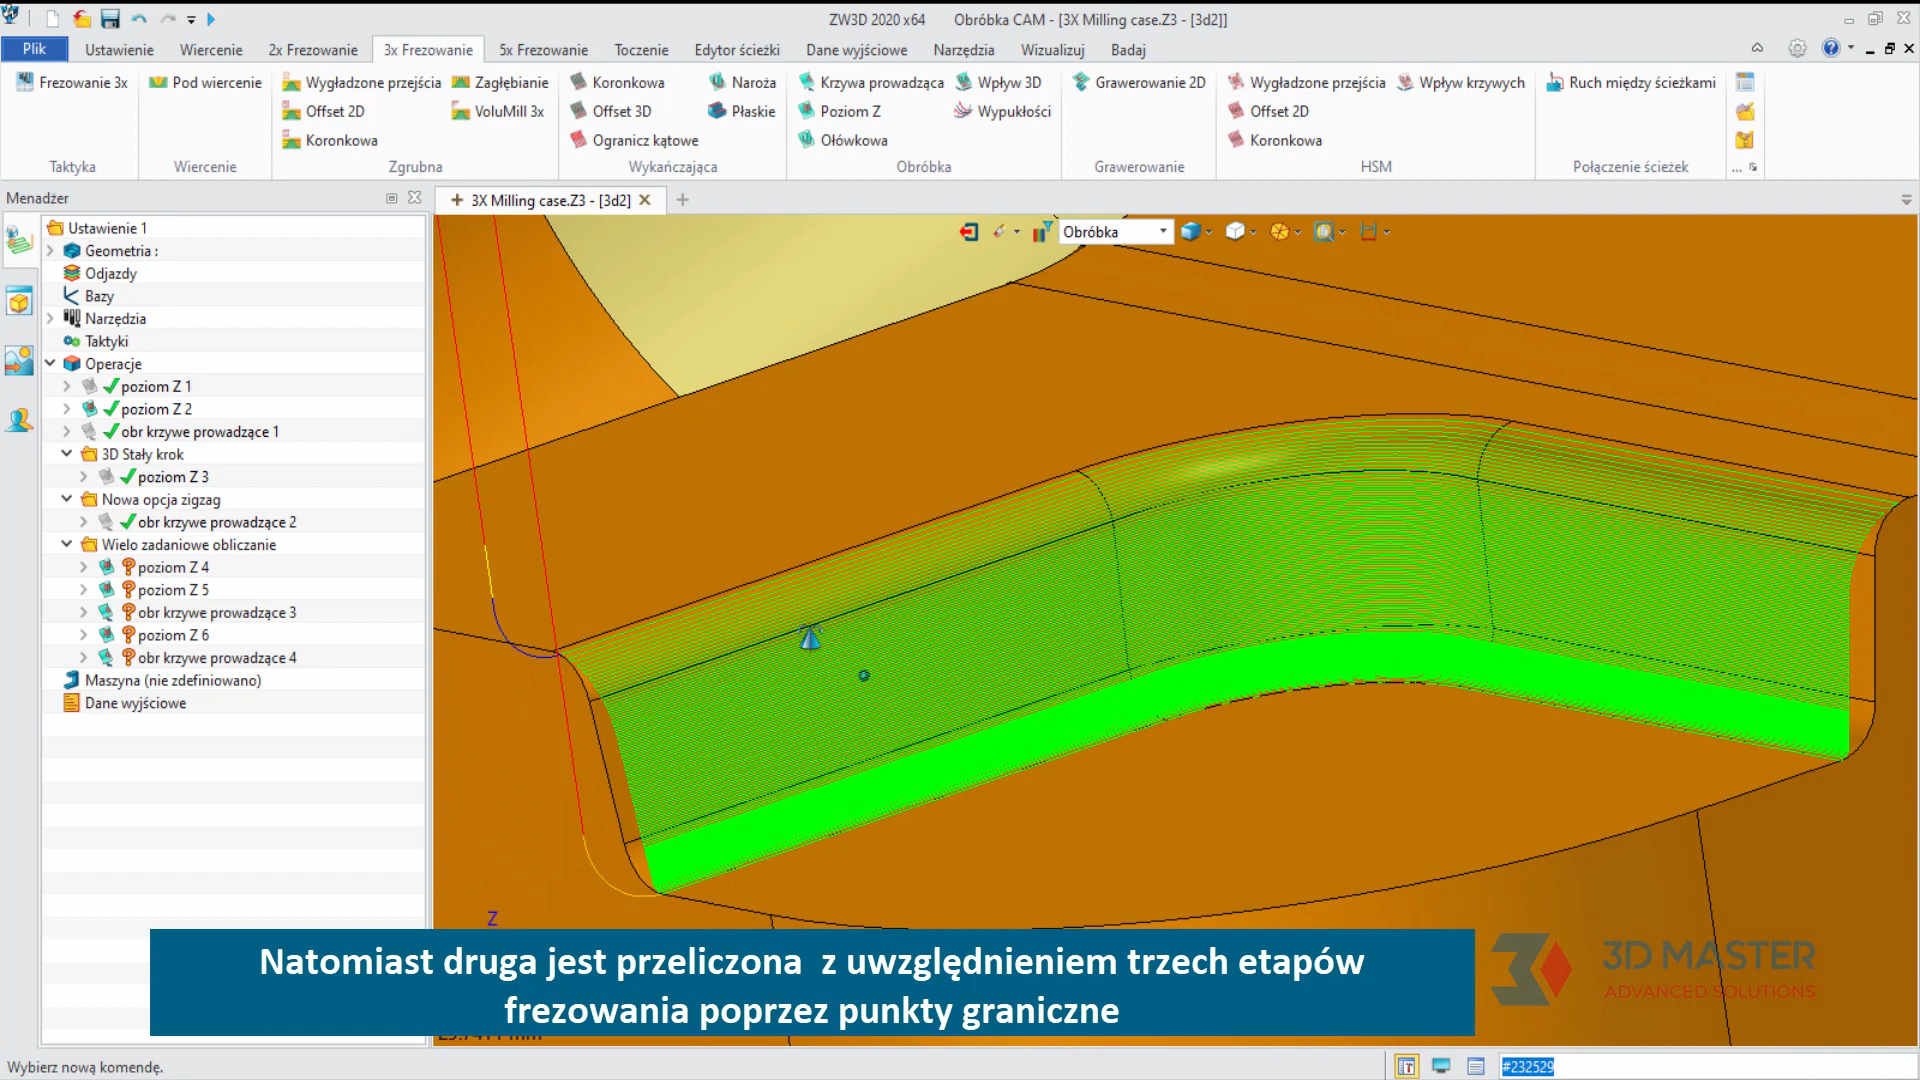 ZW3D 2020 x64 Obróbka CAM - [3X Milling case.Z3 - [3d2]]
Plik Ustawienie Wiercenie 2x Frezowanie 3x Frezowanie 5x Frezowanie Toczenie Edytor ścieżki Dane wyjściowe Narzędzia Wizualizuj Badaj
Frezowanie 3x Pod wiercenie Wygładzone przejścia Zagłębianie Koronkowa Naroża Krzywa prowadząca Wpływ 3D Grawerowanie 2D Wygładzone przejścia Wpływ krzywych Ruch między ścieżkami
Offset 2D VoluMill 3x Offset 3D Płaskie Poziom Z Wypukłości Offset 2D
Koronkowa Ogranicz kątowe Ołówkowa Koronkowa
Taktyka Wiercenie Zgrubna Wykańczająca Obróbka Grawerowanie HSM Połączenie ścieżek ...
Menadżer
3X Milling case.Z3 - [3d2]
Obróbka
Ustawienie 1
Geometria :
Odjazdy
Bazy
Narzędzia
Taktyki
Operacje
poziom Z 1
poziom Z 2
obr krzywe prowadzące 1
3D Stały krok
poziom Z 3
Nowa opcja zigzag
obr krzywe prowadzące 2
Wielo zadaniowe obliczanie
poziom Z 4
poziom Z 5
obr krzywe prowadzące 3
poziom Z 6
obr krzywe prowadzące 4
Maszyna (nie zdefiniowano)
Dane wyjściowe
Z
Natomiast druga jest przeliczona z uwzględnieniem trzech etapów
frezowania poprzez punkty graniczne
3D MASTER
ADVANCED SOLUTIONS
Wybierz nową komendę.
#232529